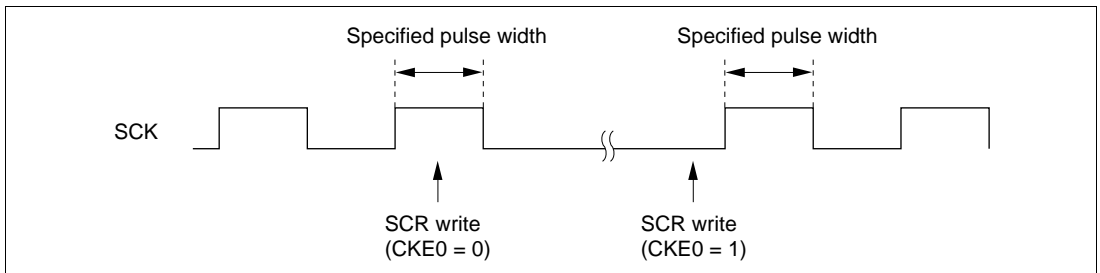 Specified pulse width
Specified pulse width
SCK
SCR write
(CKE0 = 0)
SCR write
(CKE0 = 1)